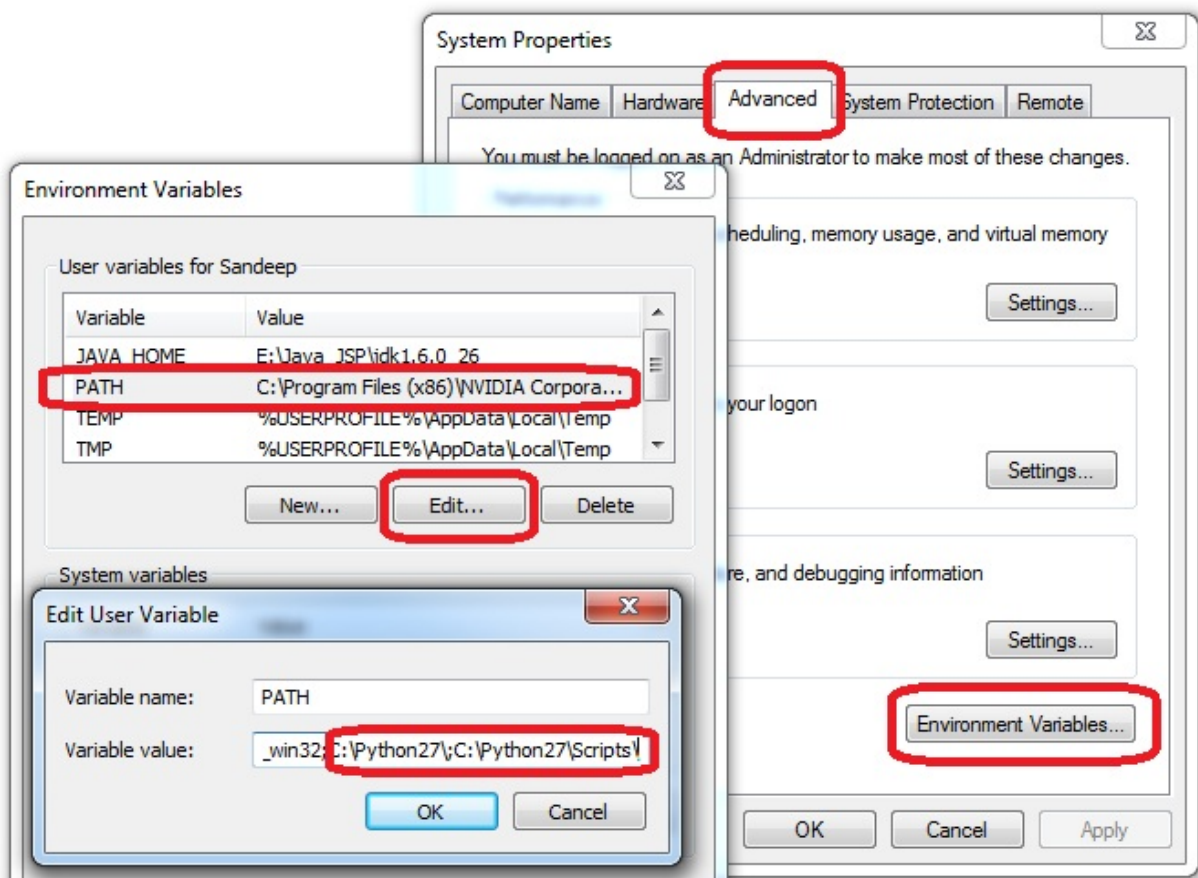 System Properties
Computer Name Hardware Advanced System Protection Remote
You must be logged on as an Administrator to make most of these changes.
heduling, memory usage, and virtual memory
Settings...
your logon
Settings...
re, and debugging information
Settings...
Environment Variables...
OK Cancel Apply
Environment Variables
User variables for Sandeep
Variable Value
JAVA_HOME E:\Java_JSP\jdk1.6.0_26
PATH C:\Program Files (x86)\NVIDIA Corpora...
TEMP %USERPROFILE%\AppData\Local\Temp
TMP %USERPROFILE%\AppData\Local\Temp
New... Edit... Delete
System variables
Edit User Variable
Variable name: PATH
Variable value: _win32;C:\Python27\;C:\Python27\Scripts\
OK Cancel